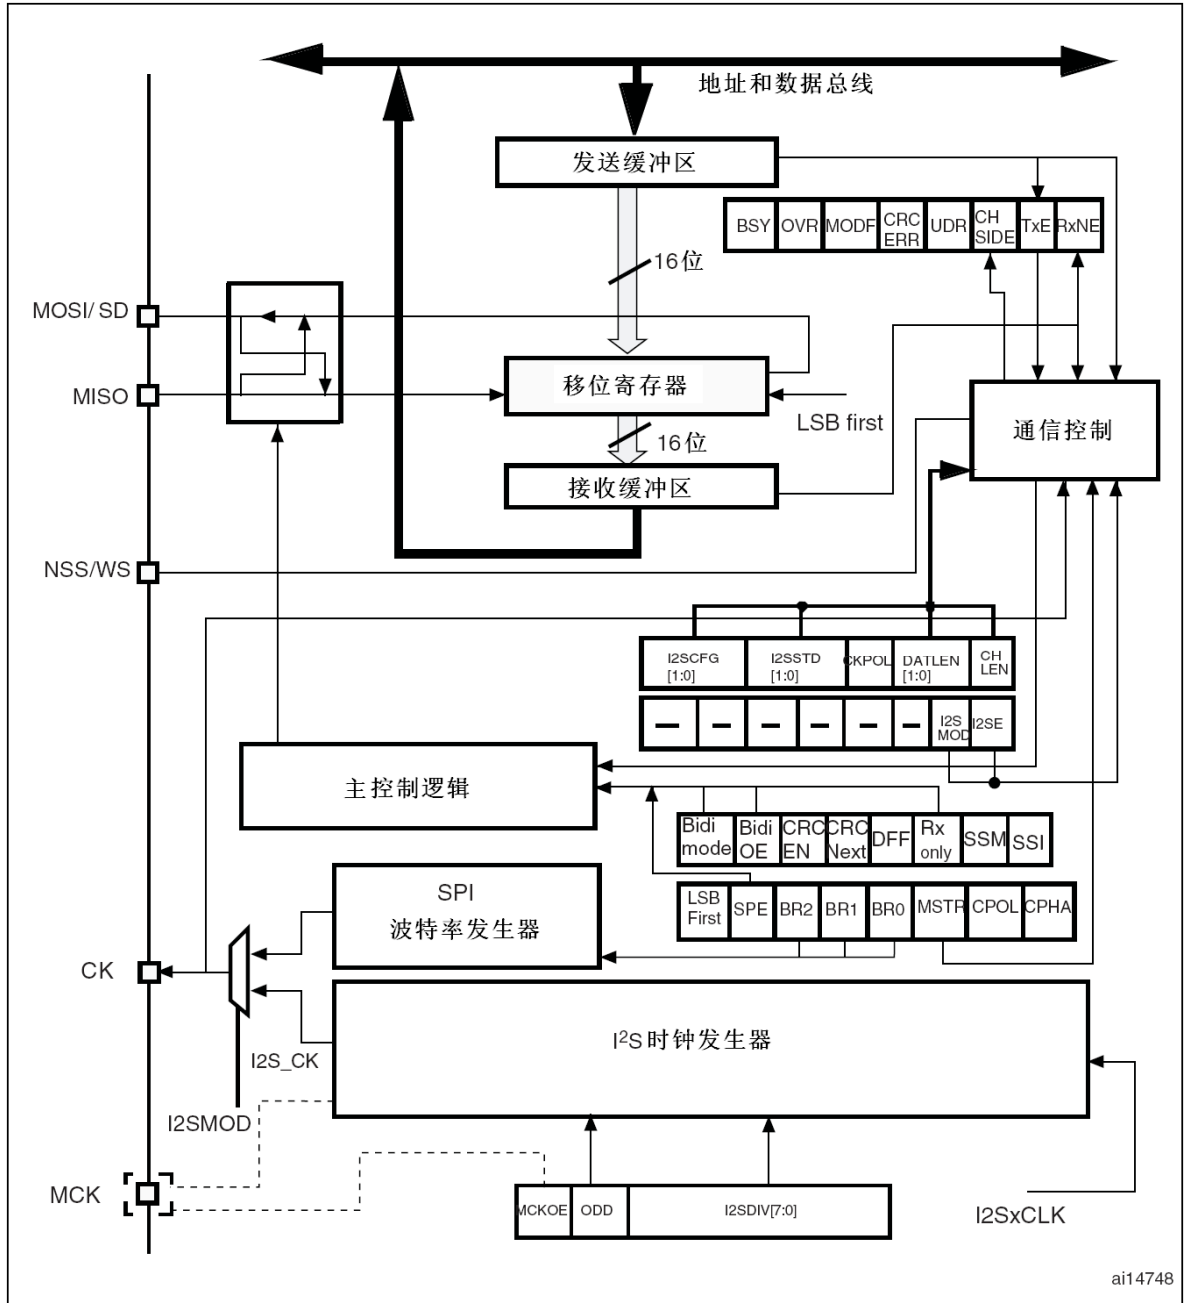 地址和数据总线
发送缓冲区
BSY
OVR
MODF
CRC
ERR
UDR
CH
SIDE
TxE
RxNE
16位
MOSI/ SD
移位寄存器
MISO
LSB first
通信控制
16位
接收缓冲区
NSS/WS
I2SCFG
[1:0]
I2SSTD
[1:0]
CKPOL
DATLEN
[1:0]
CH
LEN
I2S
MOD
I2SE
主控制逻辑
Bidi
mode
Bidi
OE
CRC
EN
CRC
Next
DFF
Rx
only
SSM
SSI
LSB
First
SPE
BR2
BR1
BR0
MSTR
CPOL
CPHA
SPI
波特率发生器
CK
I²S时钟发生器
I2S_CK
I2SMOD
MCK
MCKOE
ODD
I2SDIV[7:0]
I2SxCLK
ai14748